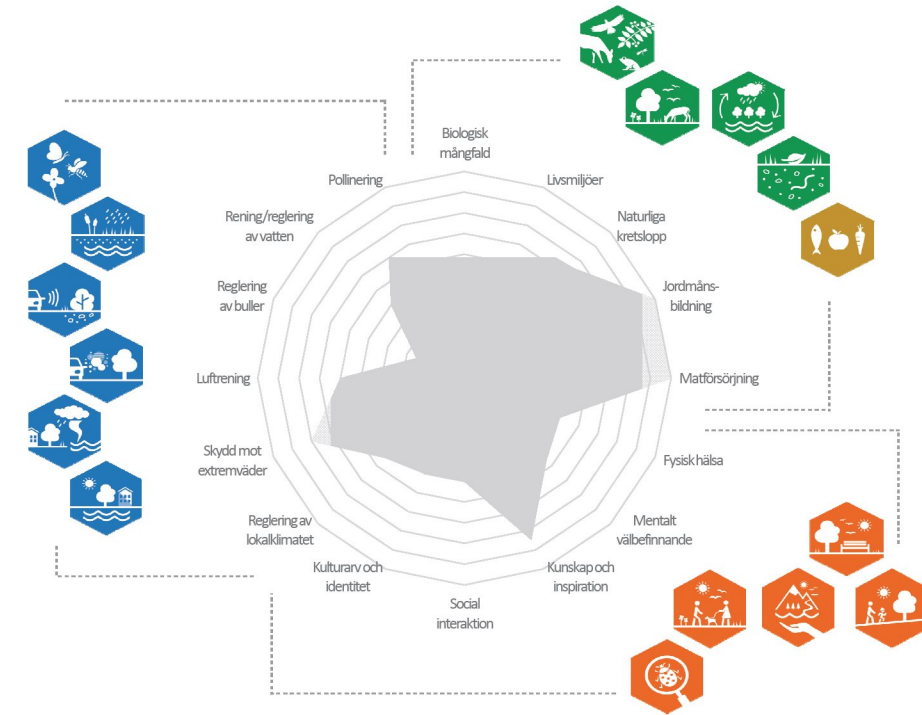 Biologisk
mångfald
Livsmiljöer
Naturliga
kretslopp
Jordmåns-
bildning
Matförsörjning
Fysisk hälsa
Mentalt
välbefinnande
Kunskap och
inspiration
Social
interaktion
Kulturarv och
identitet
Reglering av
lokalklimatet
Skydd mot
extremväder
Luftrening
Reglering
av buller
Rening/reglering
av vatten
Pollinering